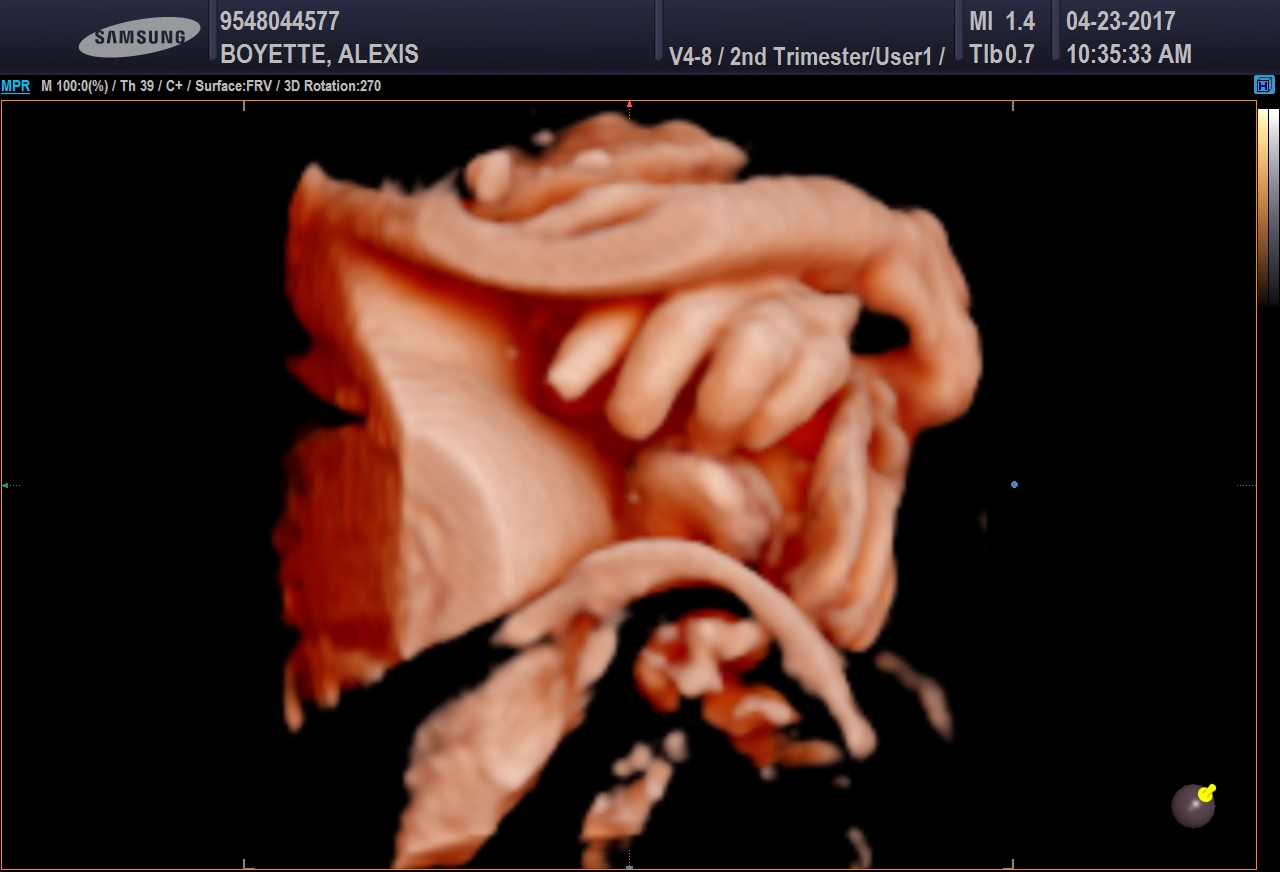 SAMSUNG
9548044577
BOYETTE, ALEXIS
V4-8 / 2nd Trimester/User1 /
MI 1.4
TIb 0.7
04-23-2017
10:35:33 AM
MPR M 100:0(%) / Th 39 / C+ / Surface:FRV / 3D Rotation:270
H